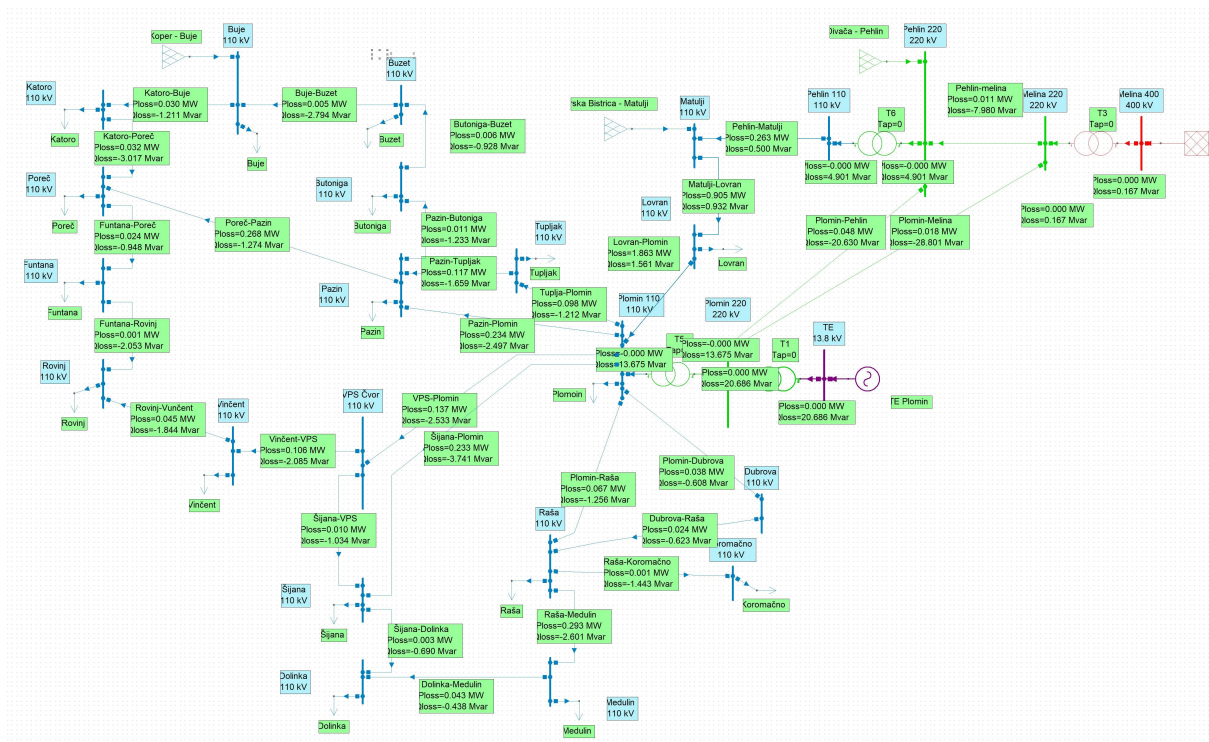 Koper - Buje
Buje
110 kV
Buzet
110 kV
Katoro
110 kV
Katoro-Buje
Ploss=0.030 MW
Qloss=-1.211 Mvar
Buje-Buzet
Ploss=0.005 MW
Qloss=-2.794 Mvar
Katoro
Buje
Buzet
Katoro-Poreč
Ploss=0.032 MW
Qloss=-3.017 Mvar
Butoniga-Buzet
Ploss=0.006 MW
Qloss=-0.928 Mvar
Poreč
110 kV
Butoniga
110 kV
Poreč
Butoniga
Poreč-Pazin
Ploss=0.268 MW
Qloss=-1.274 Mvar
Pazin-Butoniga
Ploss=0.011 MW
Qloss=-1.233 Mvar
Funtana-Poreč
Ploss=0.024 MW
Qloss=-0.948 Mvar
Tupljak
110 kV
Funtana
110 kV
Pazin-Tupljak
Ploss=0.117 MW
Qloss=-1.659 Mvar
Tupljak
Pazin
110 kV
Tuplja-Plomin
Ploss=0.098 MW
Qloss=-1.212 Mvar
Funtana
Pazin
Pazin-Plomin
Ploss=0.234 MW
Qloss=-2.497 Mvar
Funtana-Rovinj
Ploss=0.001 MW
Qloss=-2.053 Mvar
Rovinj
110 kV
Rovinj
Rovinj-Vunčent
Ploss=0.045 MW
Qloss=-1.844 Mvar
Vinčent
110 kV
Vinčent-VPS
Ploss=0.106 MW
Qloss=-2.085 Mvar
VPS Čvor
110 kV
VPS-Plomin
Ploss=0.137 MW
Qloss=-2.533 Mvar
Šijana-Plomin
Ploss=0.233 MW
Qloss=-3.741 Mvar
Vinčent
Šijana-VPS
Ploss=0.010 MW
Qloss=-1.034 Mvar
Šijana
110 kV
Šijana
Šijana-Dolinka
Ploss=0.003 MW
Qloss=-0.690 Mvar
Dolinka
110 kV
Dolinka
Dolinka-Medulin
Ploss=0.043 MW
Qloss=-0.438 Mvar
Divača - Pehlin
Pehlin 220
220 kV
Matulji
110 kV
Pehlin 110
110 kV
T6
Tap=0
Pehlin-melina
Ploss=0.011 MW
Qloss=-7.980 Mvar
Melina 220
220 kV
T3
Tap=0
Melina 400
400 kV
ska Bistrica - Matulji
Pehlin-Matulji
Ploss=0.263 MW
Qloss=0.500 Mvar
Ploss=-0.000 MW
Qloss=4.901 Mvar
Ploss=-0.000 MW
Qloss=4.901 Mvar
Ploss=0.000 MW
Qloss=0.167 Mvar
Ploss=0.000 MW
Qloss=0.167 Mvar
Matulji-Lovran
Ploss=0.905 MW
Qloss=0.932 Mvar
Lovran
110 kV
Plomin-Pehlin
Ploss=0.048 MW
Qloss=-20.630 Mvar
Plomin-Melina
Ploss=0.018 MW
Qloss=-28.801 Mvar
Lovran-Plomin
Ploss=1.863 MW
Qloss=1.561 Mvar
Lovran
Plomin 110
110 kV
Plomin 220
220 kV
TE
13.8 kV
T5
Ploss=-0.000 MW
Qloss=13.675 Mvar
Ploss=-0.000 MW
Qloss=13.675 Mvar
T1
Tap=0
Ploss=0.000 MW
Qloss=20.686 Mvar
Ploss=0.000 MW
Qloss=20.686 Mvar
TE Plomin
Plomoin
Plomin-Dubrova
Ploss=0.038 MW
Qloss=-0.608 Mvar
Dubrova
110 kV
Plomin-Raša
Ploss=0.067 MW
Qloss=-1.256 Mvar
Raša
110 kV
Dubrova-Raša
Ploss=0.024 MW
Qloss=-0.623 Mvar
Koromačno
110 kV
Raša-Koromačno
Ploss=0.001 MW
Qloss=-1.443 Mvar
Koromačno
Raša
Raša-Medulin
Ploss=0.293 MW
Qloss=-2.601 Mvar
Medulin
110 kV
Medulin